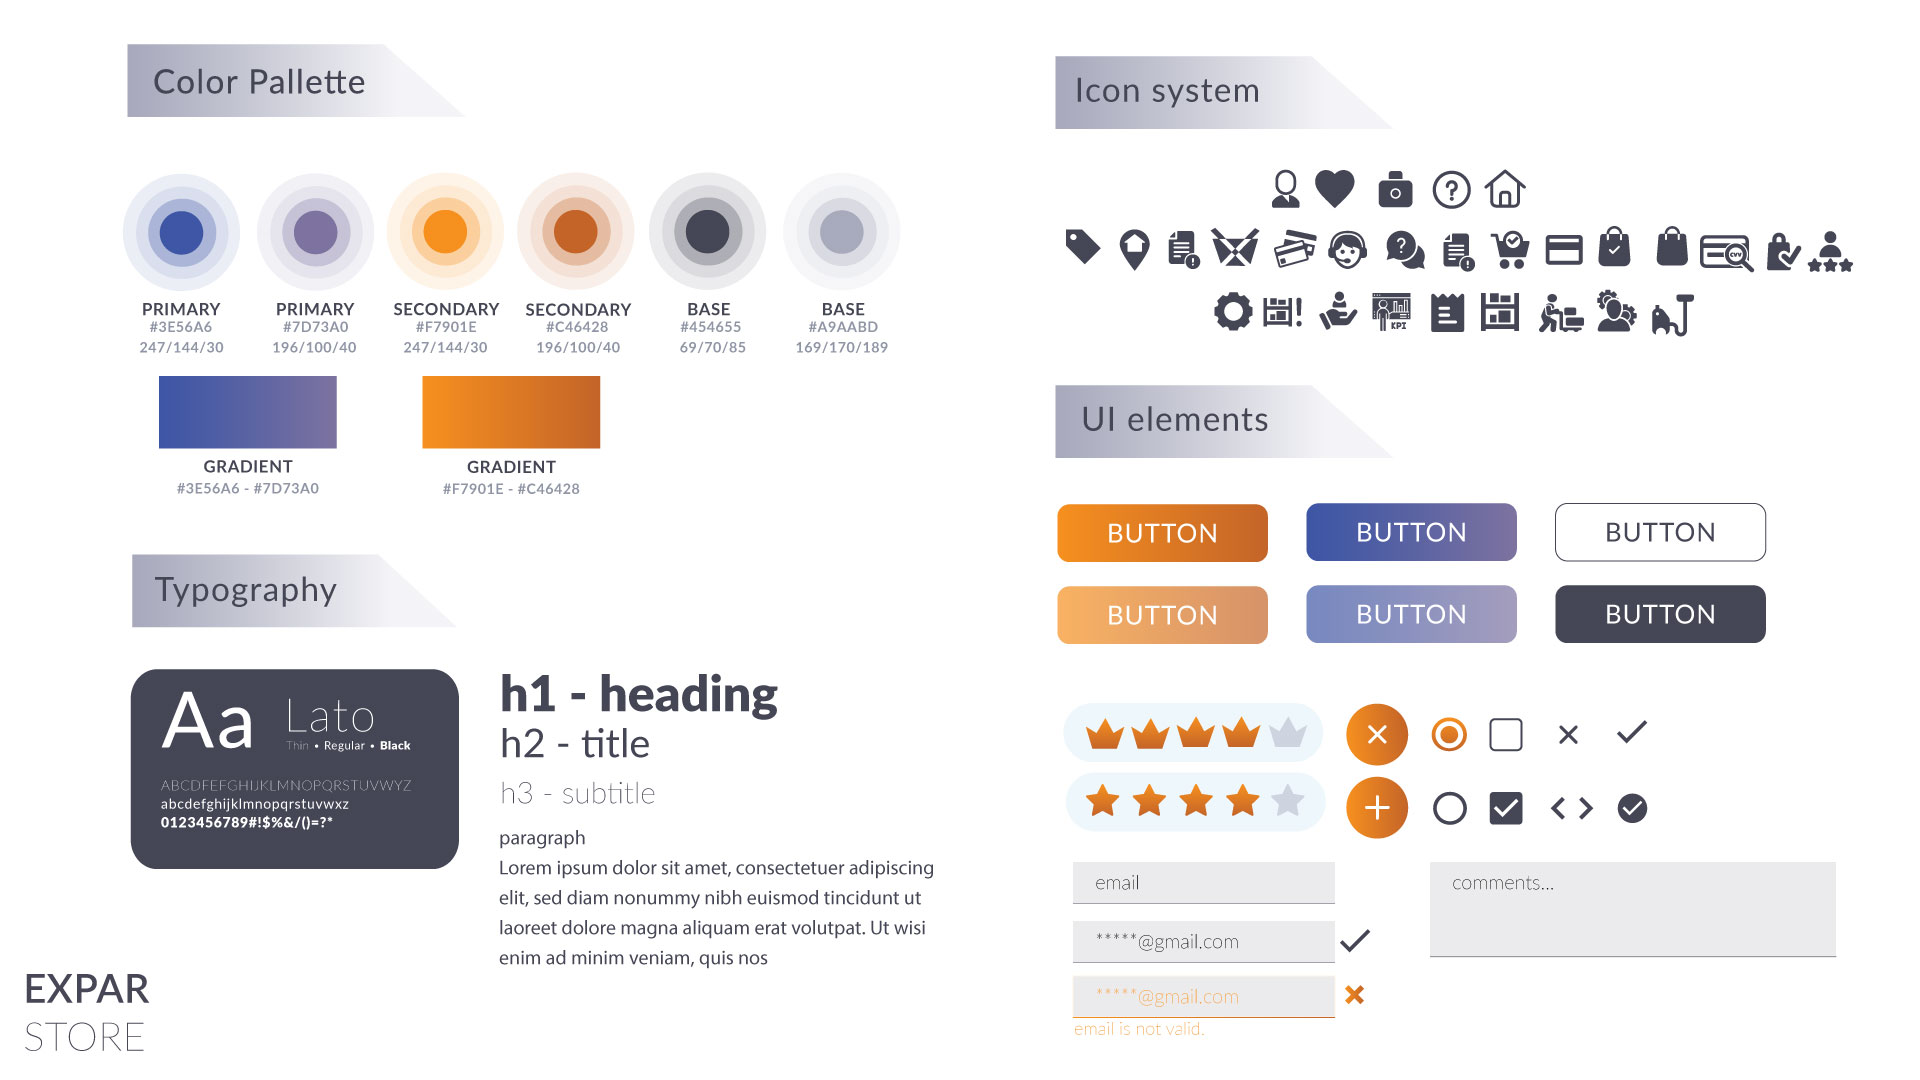 Color Pallette
PRIMARY
#3E56A6
247/144/30
PRIMARY
#7D73A0
196/100/40
SECONDARY
#F7901E
247/144/30
SECONDARY
#C46428
196/100/40
BASE
#454655
69/70/85
BASE
#A9AABD
169/170/189
GRADIENT
#3E56A6 - #7D73A0
GRADIENT
#F7901E - #C46428
Typography
Aa
Lato
Thin • Regular • Black
ABCDFEFGHIJKLMNOPQRSTUVWYZ
abcdefghijklmnopqrstuvwxz
0123456789#!$%&/()=?*
h1 - heading
h2 - title
h3 - subtitle
paragraph
Lorem ipsum dolor sit amet, consectetuer adipiscing
elit, sed diam nonummy nibh euismod tincidunt ut
laoreet dolore magna aliquam erat volutpat. Ut wisi
enim ad minim veniam, quis nos
EXPAR
STORE
Icon system
CVV
KPI
UI elements
BUTTON
BUTTON
BUTTON
BUTTON
BUTTON
BUTTON
email
*****@gmail.com
*****@gmail.com
email is not valid.
comments...